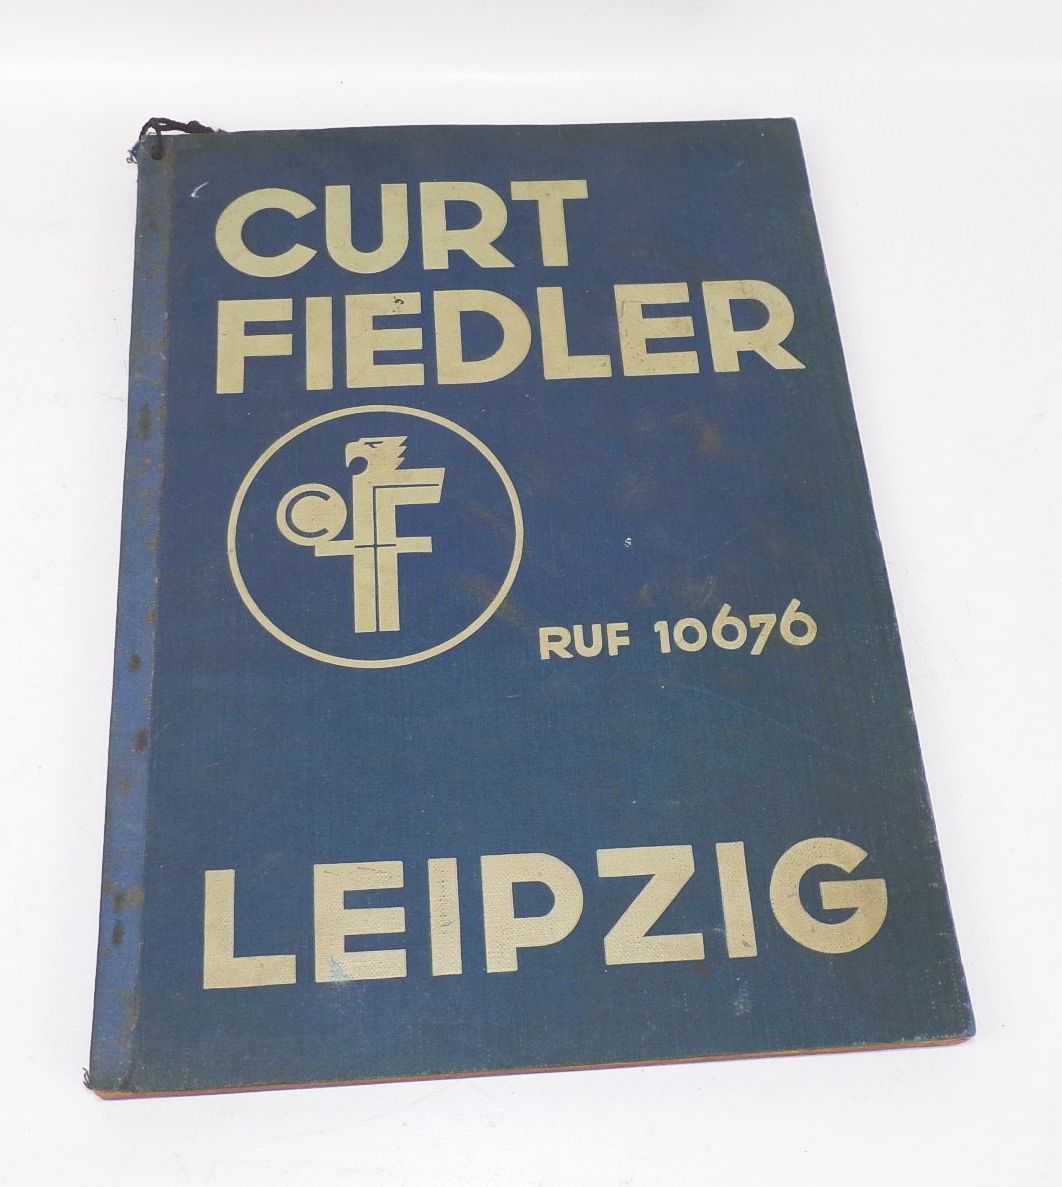 CURT
FIEDLER
CF
RUF 10676
LEIPZIG